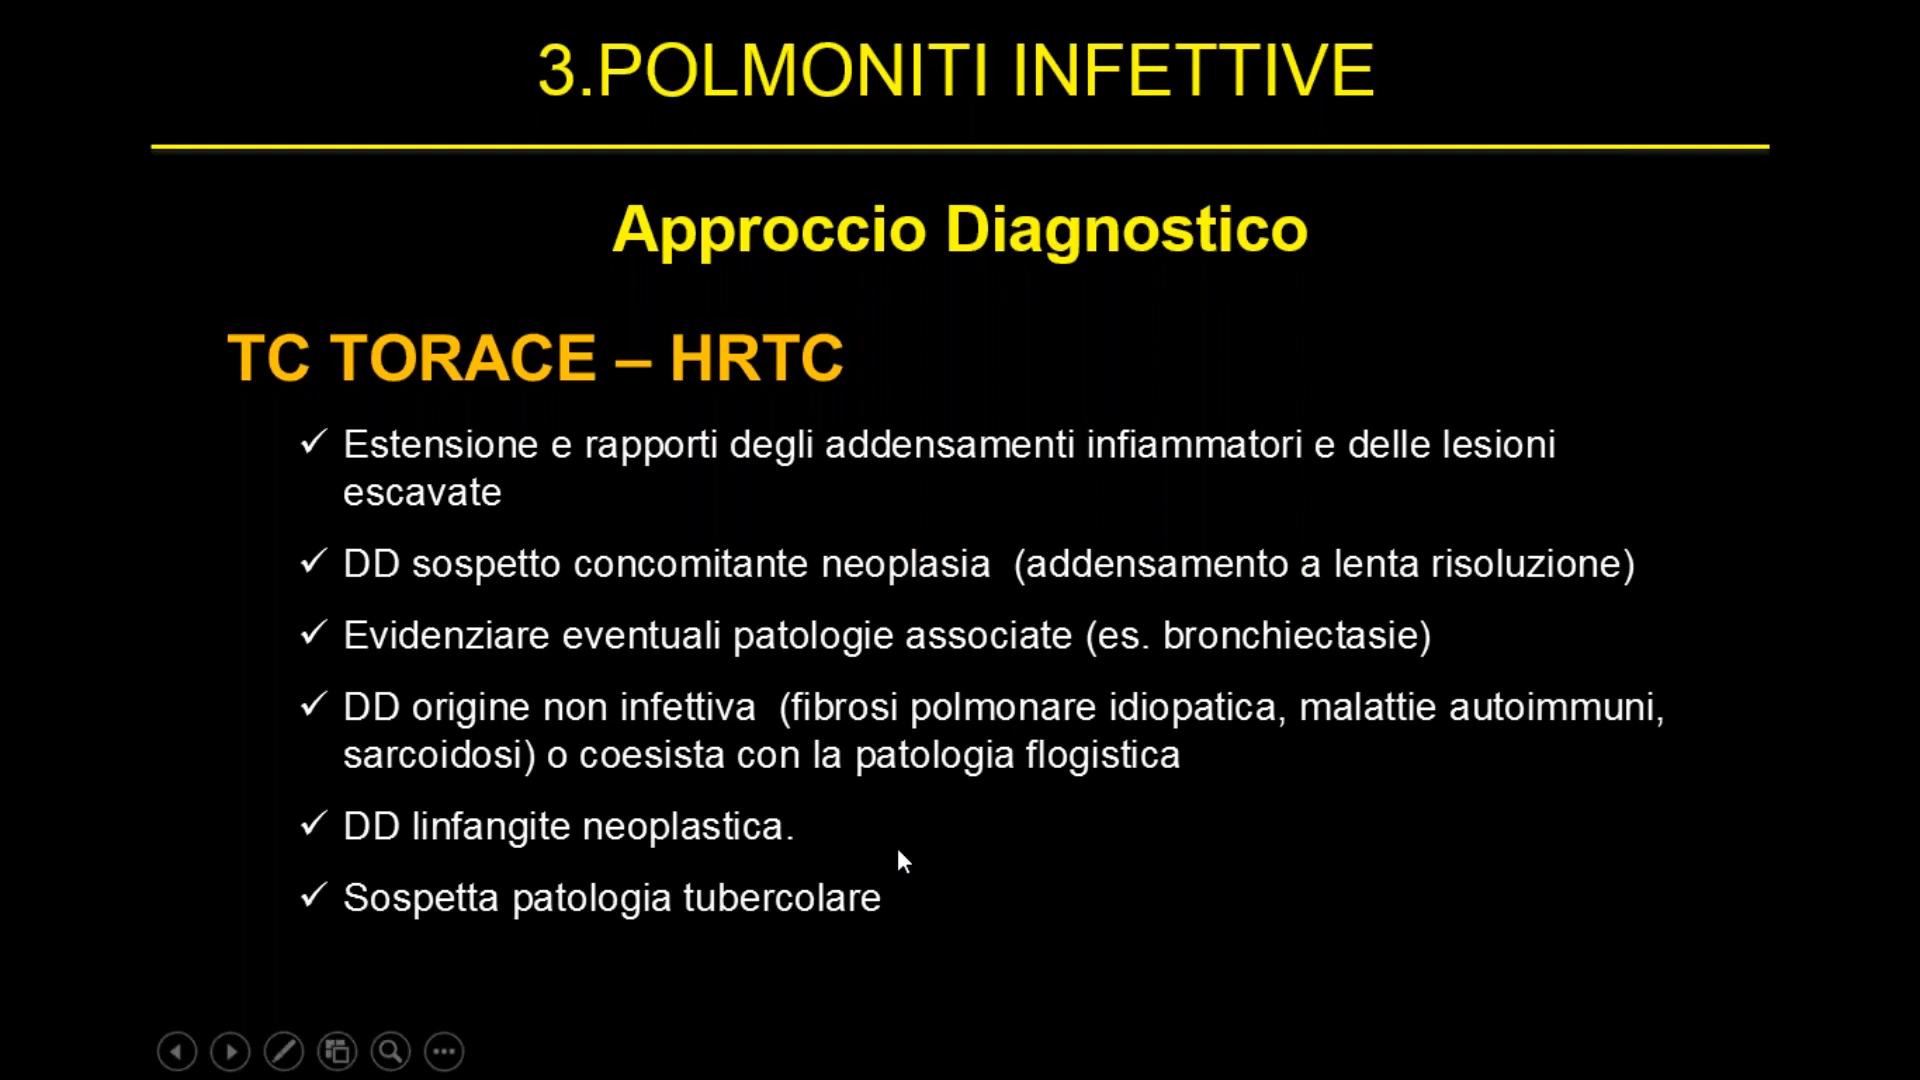 3.POLMONITI INFETTIVE
Approccio Diagnostico
TC TORACE – HRTC
✓ Estensione e rapporti degli addensamenti infiammatori e delle lesioni
escavate
✓ DD sospetto concomitante neoplasia (addensamento a lenta risoluzione)
✓ Evidenziare eventuali patologie associate (es. bronchiectasie)
✓ DD origine non infettiva (fibrosi polmonare idiopatica, malattie autoimmuni,
sarcoidosi) o coesista con la patologia flogistica
✓ DD linfangite neoplastica.
✓ Sospetta patologia tubercolare